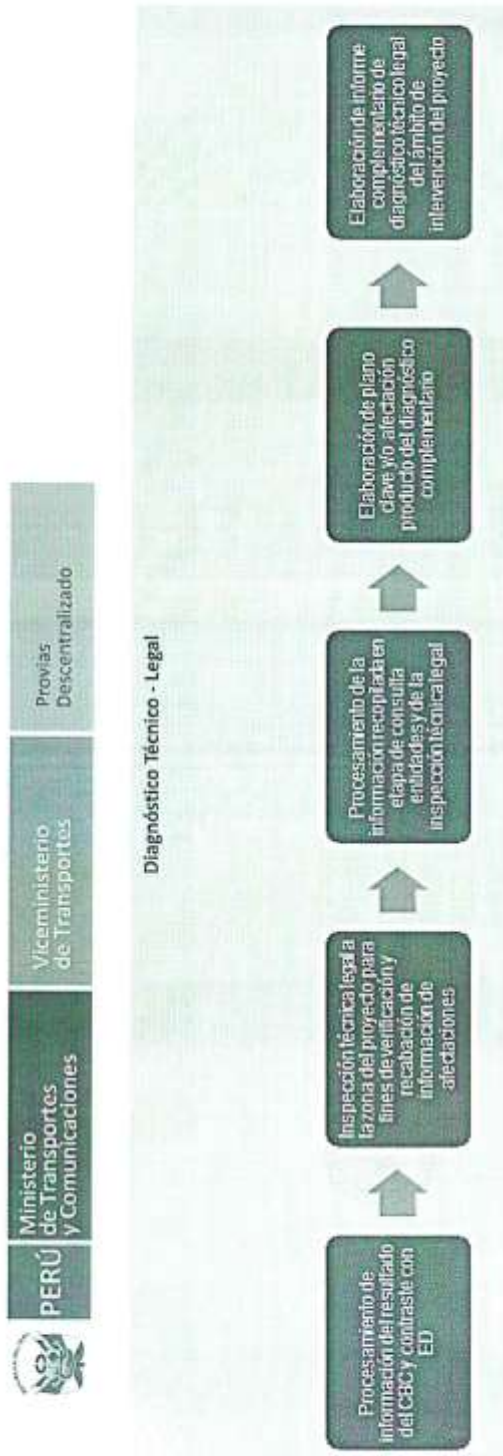 PERÚ
Ministerio
de Transportes
y Comunicaciones
Viceministerio
de Transportes
Provias
Descentralizado
Diagnóstico Técnico - Legal
Procesamiento de
información del resultado
del CBC y contraste con
ED
Inspección técnica legal a
la zona del proyecto para
fines de verificación y
recabación de
información de
afectaciones
Procesamiento de la
información recopilada en
etapa de consulta
entidades y de la
inspección técnica legal
Elaboración de plano
clave y/o afectación
producto del diagnóstico
complementario
Elaboración de informe
complementario de
diagnóstico técnico legal
del ámbito de
intervención del proyecto